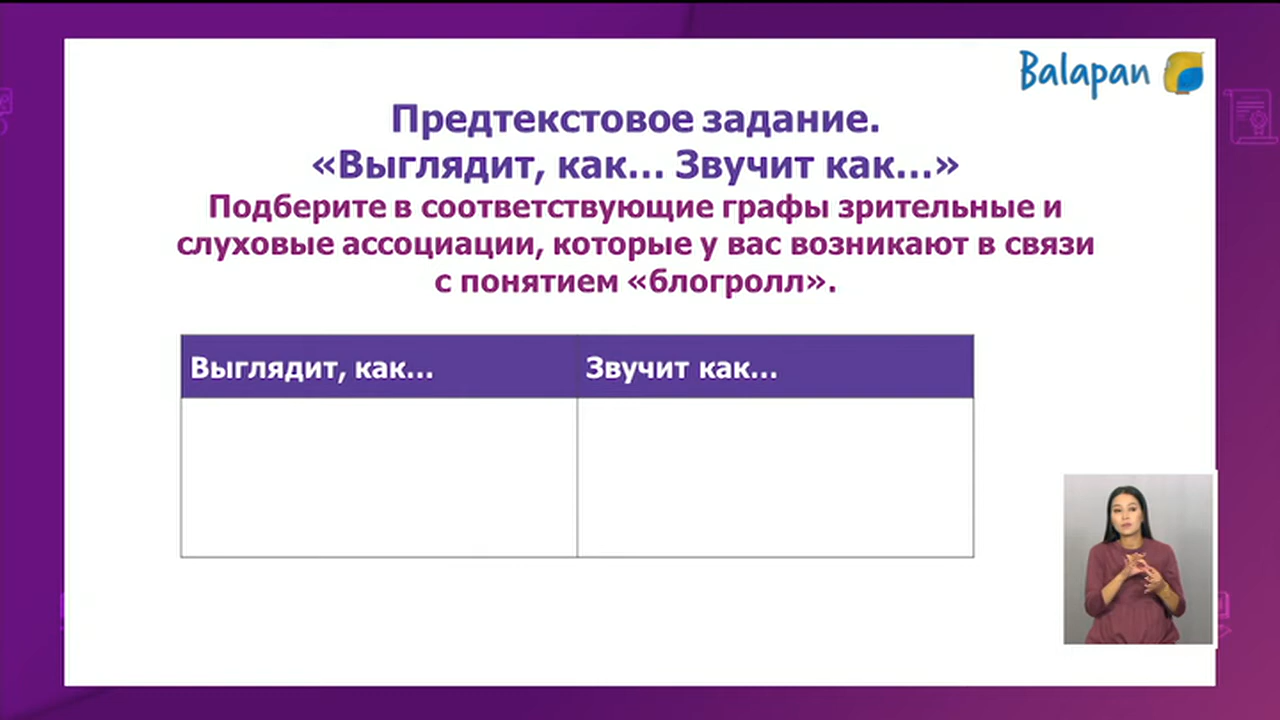 Balapan
Предтекстовое задание.
«Выглядит, как... Звучит как...»
Подберите в соответствующие графы зрительные и
слуховые ассоциации, которые у вас возникают в связи
с понятием «блогролл».
Выглядит, как...
Звучит как...